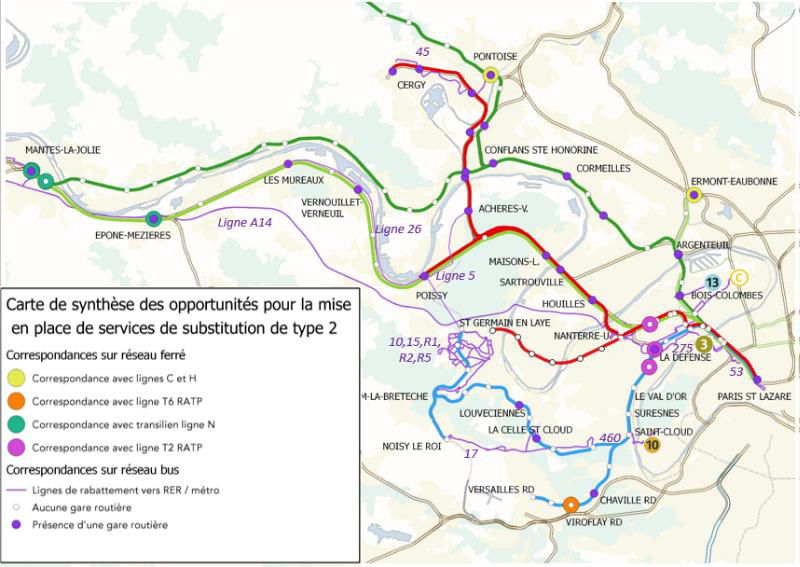 45
PONTOISE
CERGY
MANTES-LA-JOLIE
CONFLANS STE HONORINE
CORMEILLES
LES MUREAUX
ERMONT-EAUBONNE
VERNOUILLET-
VERNEUIL
ACHERES-V.
Ligne A14
Ligne 26
EPONE-MEZIERES
ARGENTEUIL
MAISONS-L.
Ligne 5
SARTROUVILLE
13
C
POISSY
HOUILLES
BOIS-COLOMBES
Carte de synthèse des opportunités pour la mise
en place de services de substitution de type 2
ST GERMAIN EN LAYE
NANTERRE-U.
10,15,R1,
R2,R5
275
3
LA DEFENSE
53
Correspondances sur réseau ferré
Correspondance avec lignes C et H
Correspondance avec ligne T6 RATP
Correspondance avec transilien ligne N
Correspondance avec ligne T2 RATP
M-LA-BRETECHE
LE VAL D'OR
PARIS ST LAZARE
LOUVECIENNES
SURESNES
LA CELLE ST CLOUD
460
SAINT-CLOUD
10
NOISY LE ROI
17
Correspondances sur réseau bus
Lignes de rabattement vers RER / métro
Aucune gare routière
Présence d'une gare routière
VERSAILLES RD
CHAVILLE RD
VIROFLAY RD